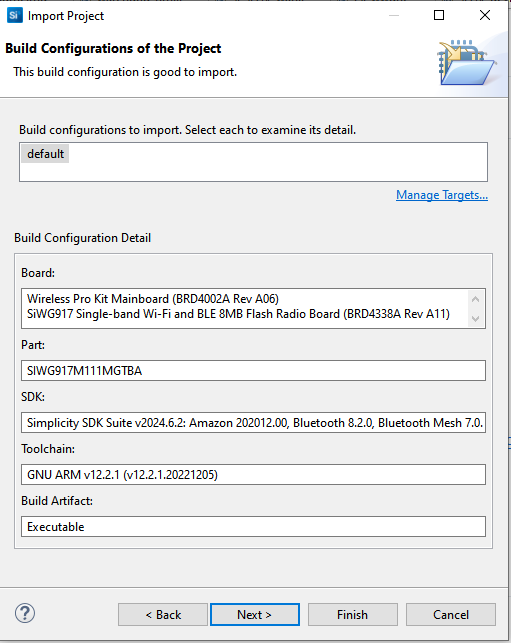 Si Import Project
Build Configurations of the Project
This build configuration is good to import.
Build configurations to import. Select each to examine its detail.
default
Manage Targets...
Build Configuration Detail
Board:
Wireless Pro Kit Mainboard (BRD4002A Rev A06)
SiWG917 Single-band Wi-Fi and BLE 8MB Flash Radio Board (BRD4338A Rev A11)
Part:
SIWG917M111MGTBA
SDK:
Simplicity SDK Suite v2024.6.2: Amazon 202012.00, Bluetooth 8.2.0, Bluetooth Mesh 7.0.
Toolchain:
GNU ARM v12.2.1 (v12.2.1.20221205)
Build Artifact:
Executable
?
< Back
Next >
Finish
Cancel